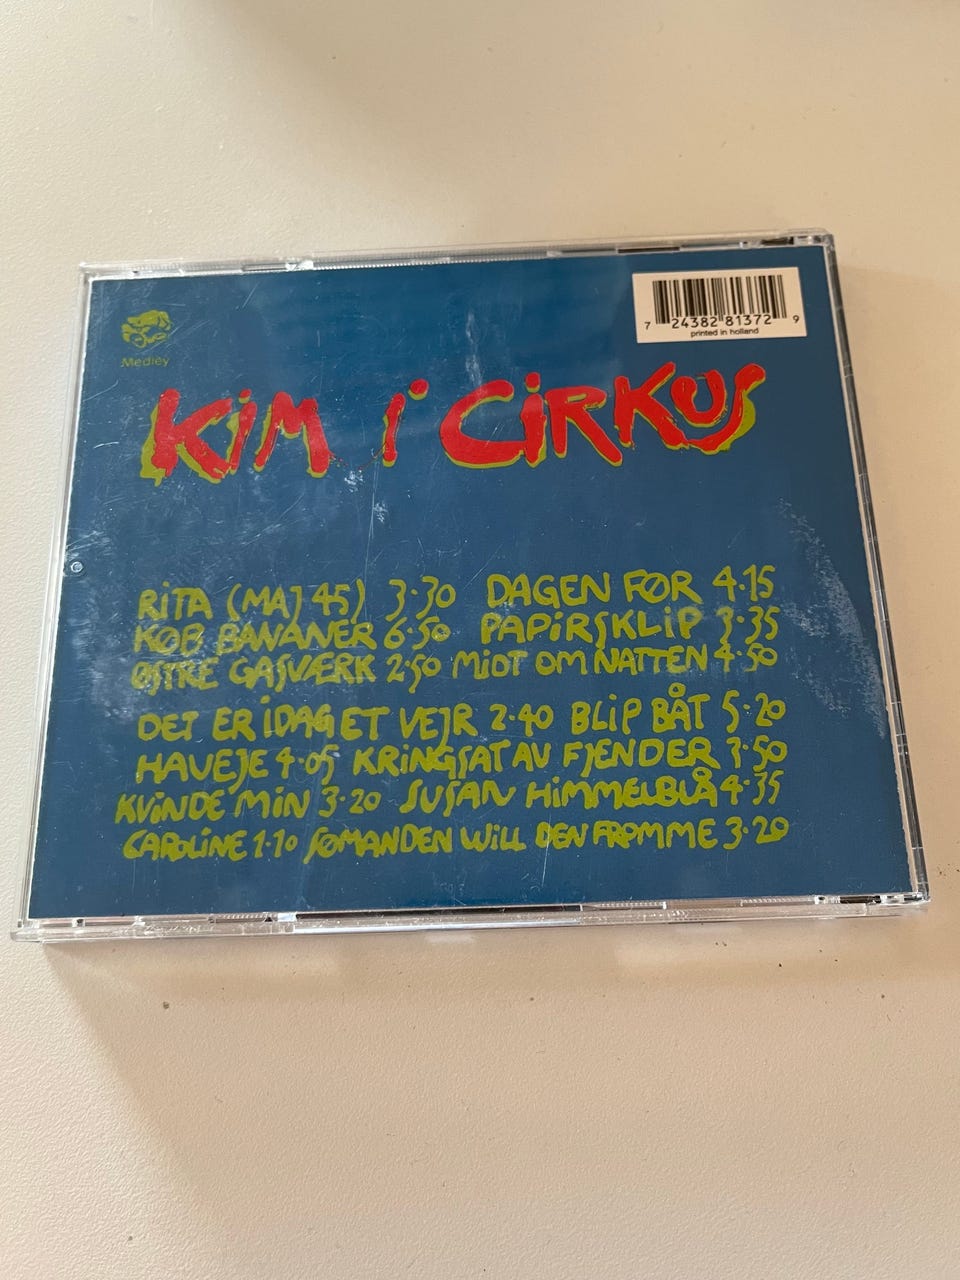 Medley
7 24382 81372 9
printed in holland
KiM i CiRKUS
RiTA (MAJ 45) 3·30 DAGEN FØR 4·15
KØB BANANER 6·50 PAPiRSKLiP 3·35
ØSTRE GASVÆRK 2·50 MiDT OM NATTEN 4·50
DET ER iDAG ET VEJR 2·40 BLiP BÅT 5·20
HAVEJE 4·05 KRiNGSAT AV FJENDER 3·50
KViNDE MiN 3·20 SUSAN HiMMELBLÅ 4·35
CAROLiNE 1·10 SØMANDEN WiLL DEN FROMME 3·20